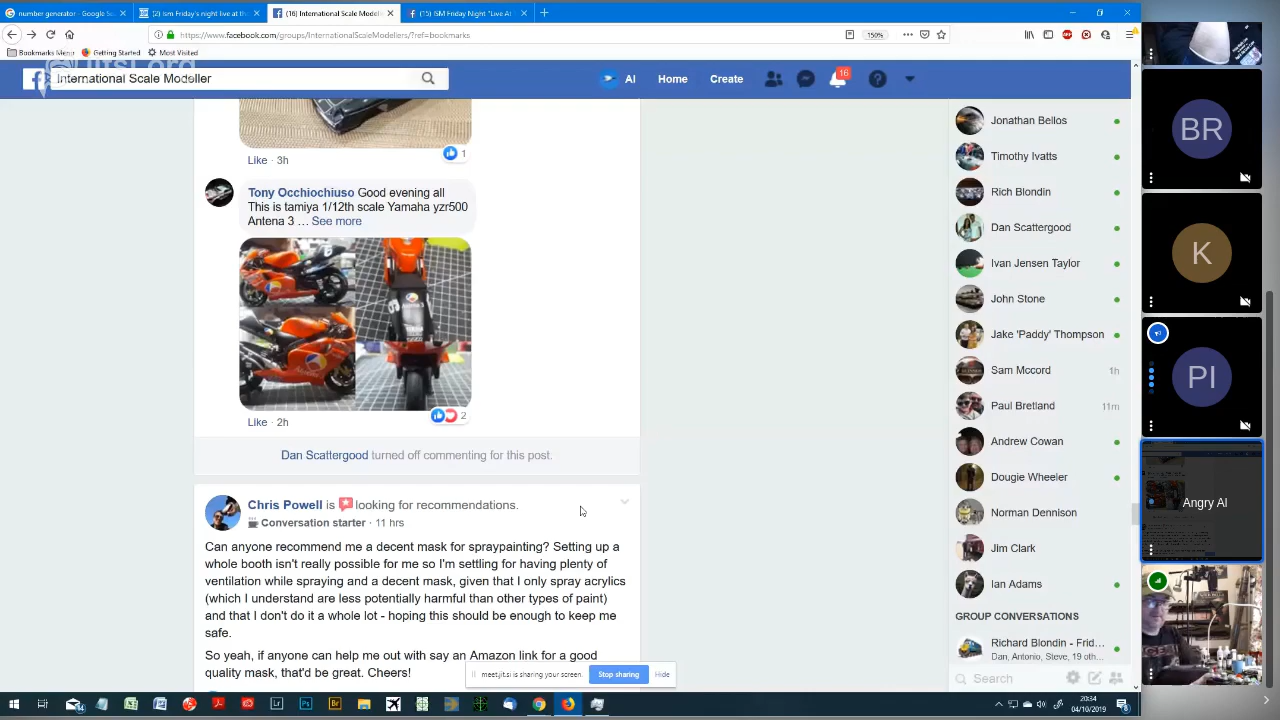 number generator - Google Se
(2) Ism Friday's night live at th
(16) International Scale Modelle
(15) ISM Friday Night "Live AI
https://www.facebook.com/groups/InternationalScaleModellers/?ref=bookmarks
150%
Bookmarks Menu
Getting Started
Most Visited
International Scale Modeller
Al
Home
Create
16
Like · 3h
1
Tony Occhiochiuso Good evening all
This is tamiya 1/12th scale Yamaha yzr500
Antena 3 … See more
Like · 2h
2
Dan Scattergood turned off commenting for this post.
Chris Powell is looking for recommendations.
Conversation starter · 11 hrs
Can anyone recommend me a decent mask for spraypainting? Setting up a
whole booth isn't really possible for me so I'm settling for having plenty of
ventilation while spraying and a decent mask, given that I only spray acrylics
(which I understand are less potentially harmful than other types of paint)
and that I don't do it a whole lot - hoping this should be enough to keep me
safe.
So yeah, if anyone can help me out with say an Amazon link for a good
quality mask, that'd be great. Cheers!
meet.jit.si is sharing your screen.
Stop sharing
Hide
Jonathan Bellos
Timothy Ivatts
Rich Blondin
Dan Scattergood
Ivan Jensen Taylor
John Stone
Jake 'Paddy' Thompson
Sam Mccord 1h
Paul Bretland 11m
Andrew Cowan
Dougie Wheeler
Norman Dennison
Jim Clark
Ian Adams
GROUP CONVERSATIONS
Richard Blondin - Frid...
Dan, Antonio, Steve, 19 oth...
Search
BR
K
PI
Angry Al
20:34
04/10/2019